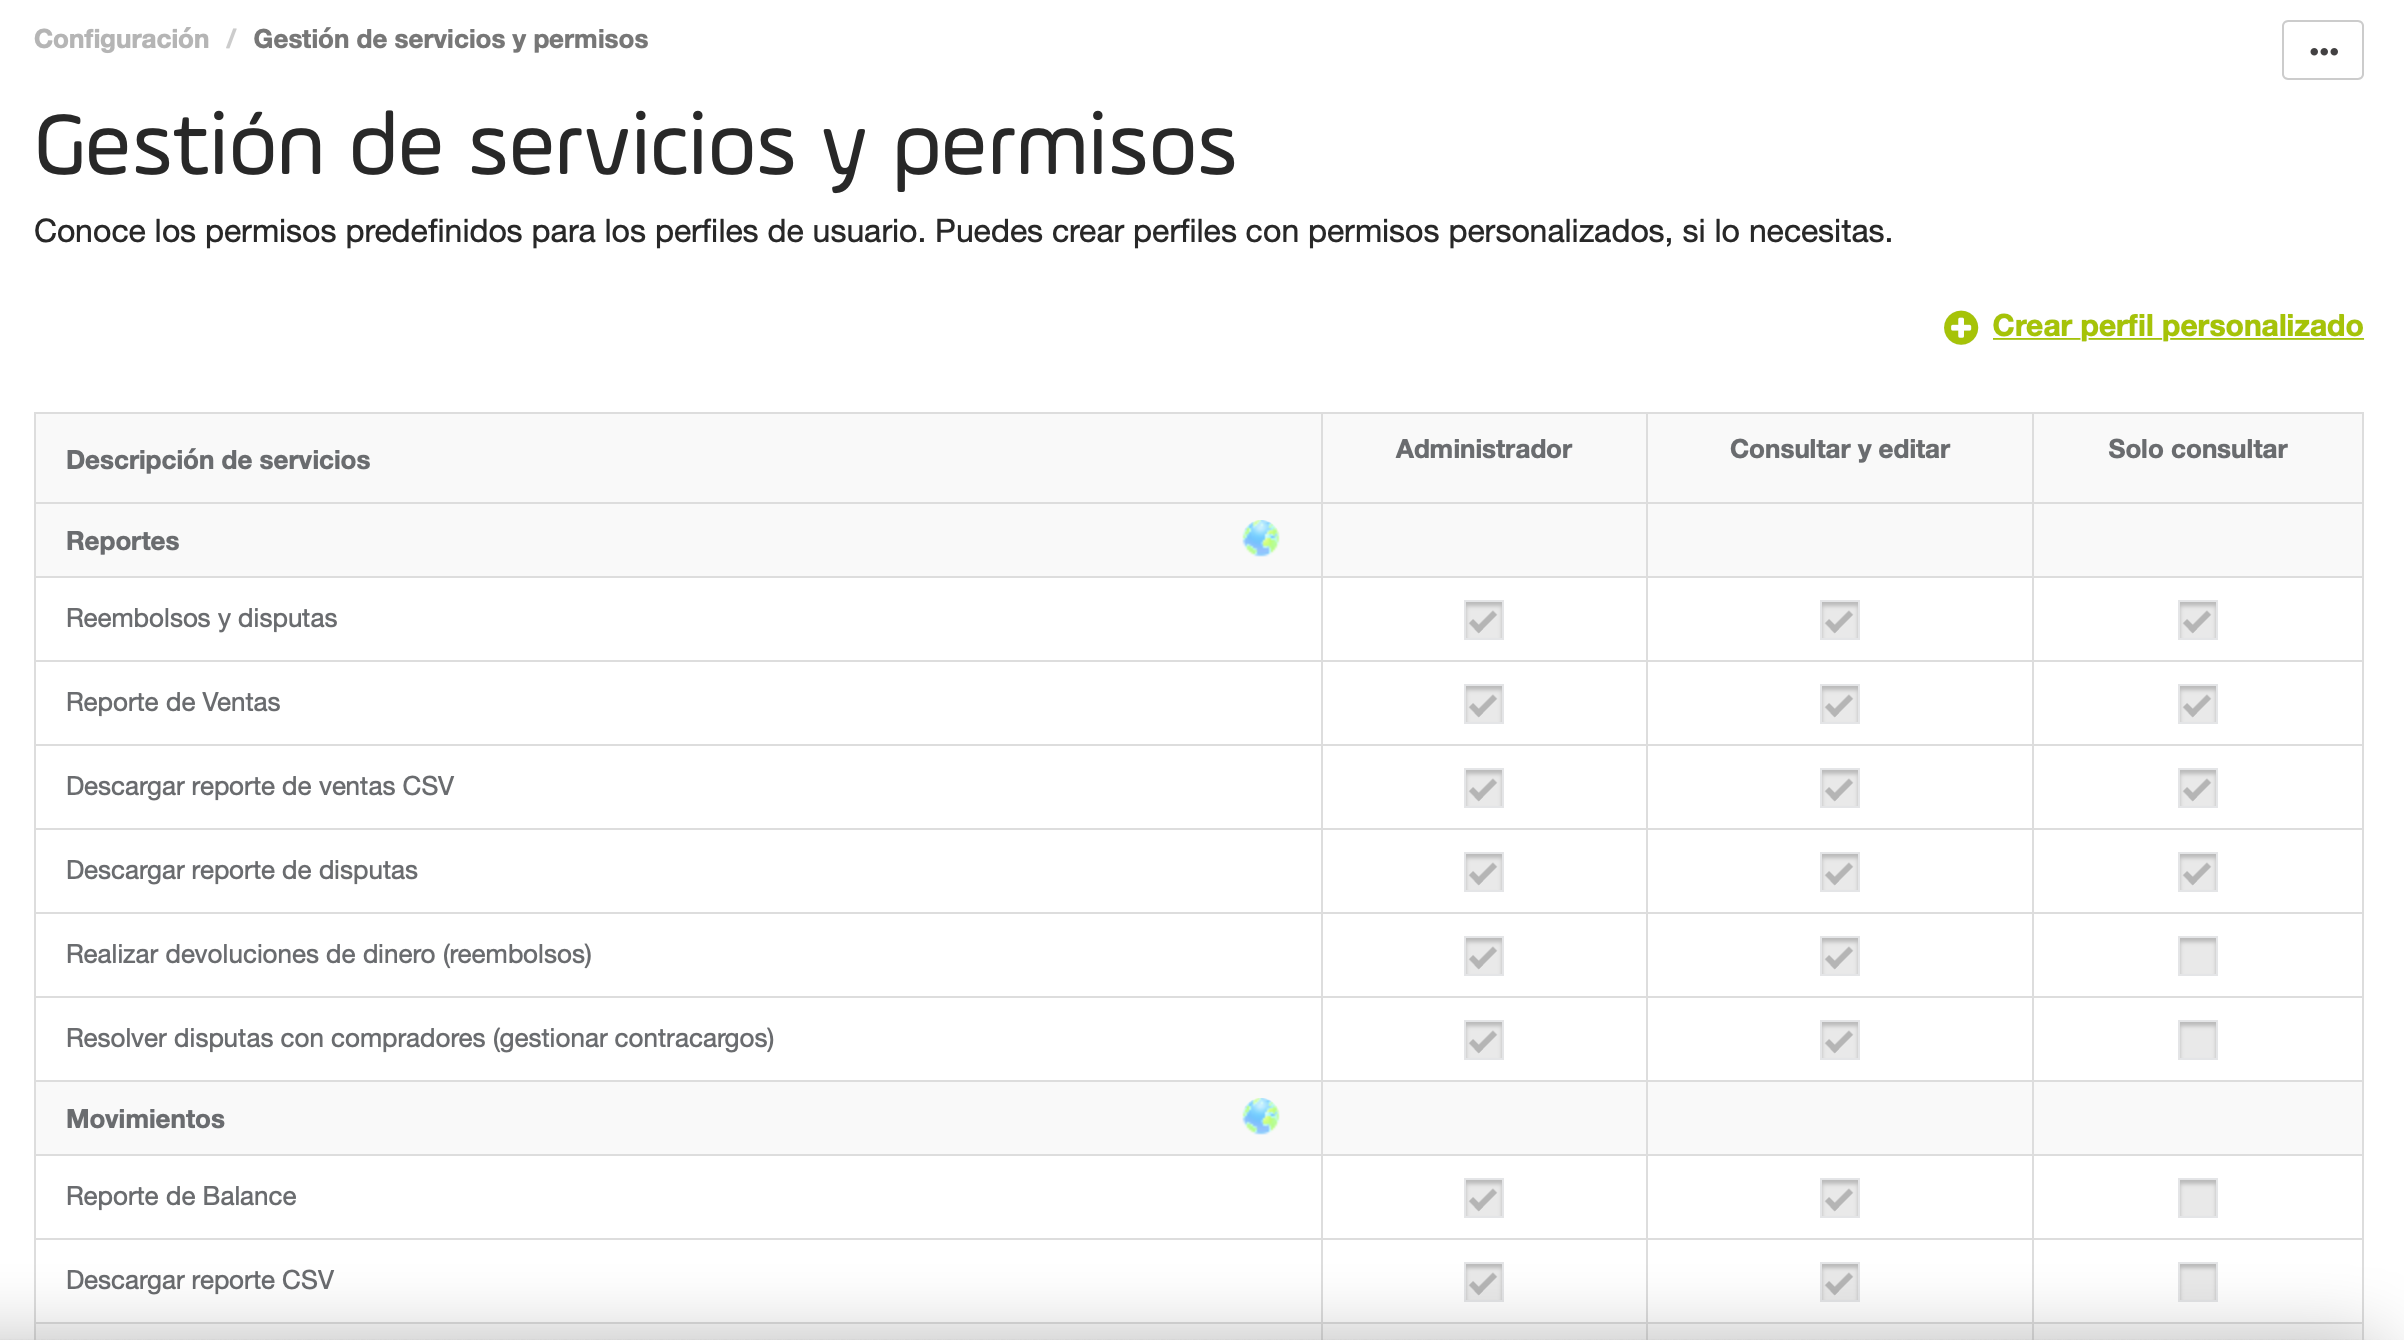 Configuración / Gestión de servicios y permisos
Gestión de servicios y permisos
Conoce los permisos predefinidos para los perfiles de usuario. Puedes crear perfiles con permisos personalizados, si lo necesitas.
Crear perfil personalizado
Descripción de servicios Administrador Consultar y editar Solo consultar
Reportes
Reembolsos y disputas
Reporte de Ventas
Descargar reporte de ventas CSV
Descargar reporte de disputas
Realizar devoluciones de dinero (reembolsos)
Resolver disputas con compradores (gestionar contracargos)
Movimientos
Reporte de Balance
Descargar reporte CSV